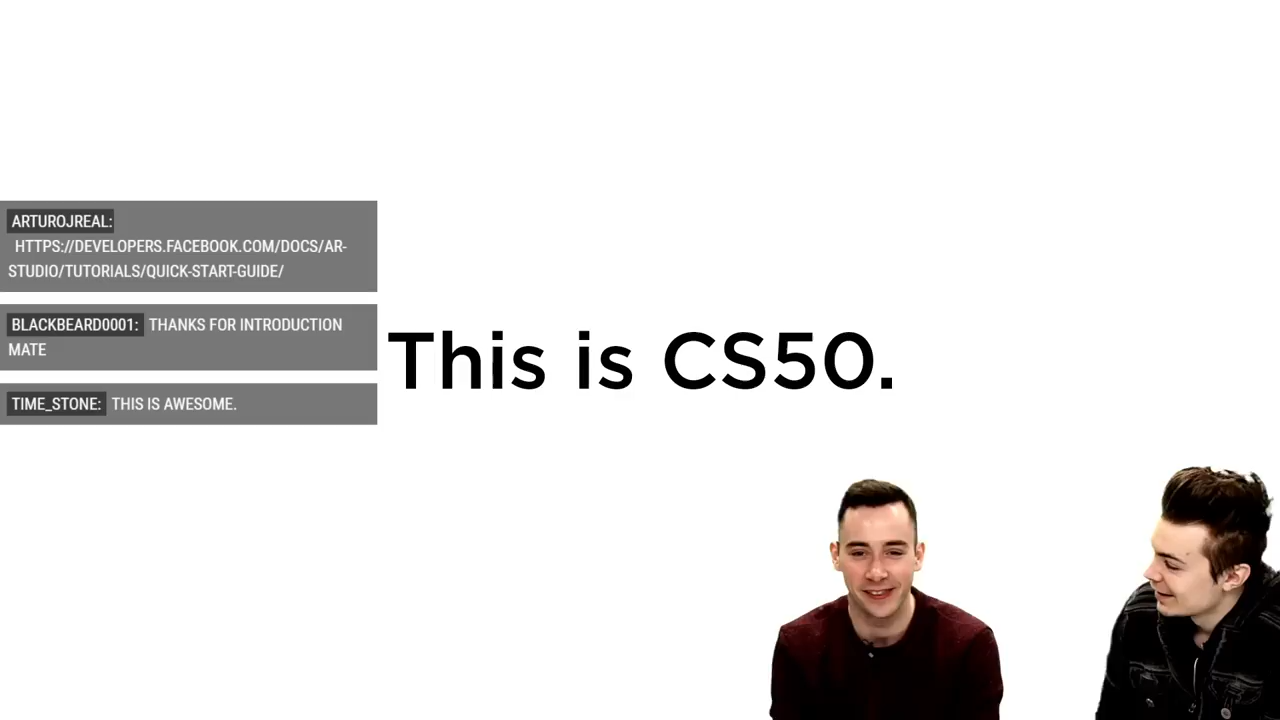 ARTUROJREAL:
HTTPS://DEVELOPERS.FACEBOOK.COM/DOCS/AR-
STUDIO/TUTORIALS/QUICK-START-GUIDE/
BLACKBEARD0001: THANKS FOR INTRODUCTION
MATE
TIME_STONE: THIS IS AWESOME.
This is CS50.